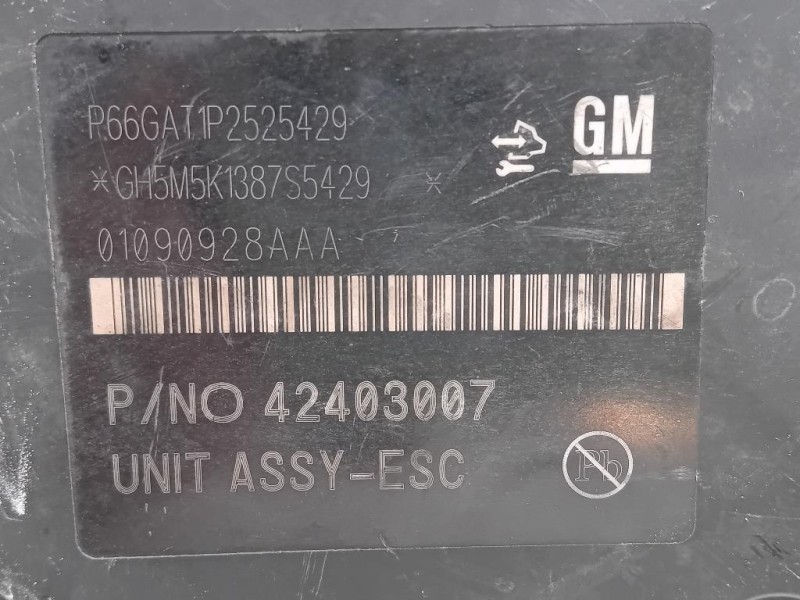 P66GAT1P2525429
*GH5M5K1387S5429 *
GM
01090928AAA
P/NO 42403007
UNIT ASSY-ESC
Pb